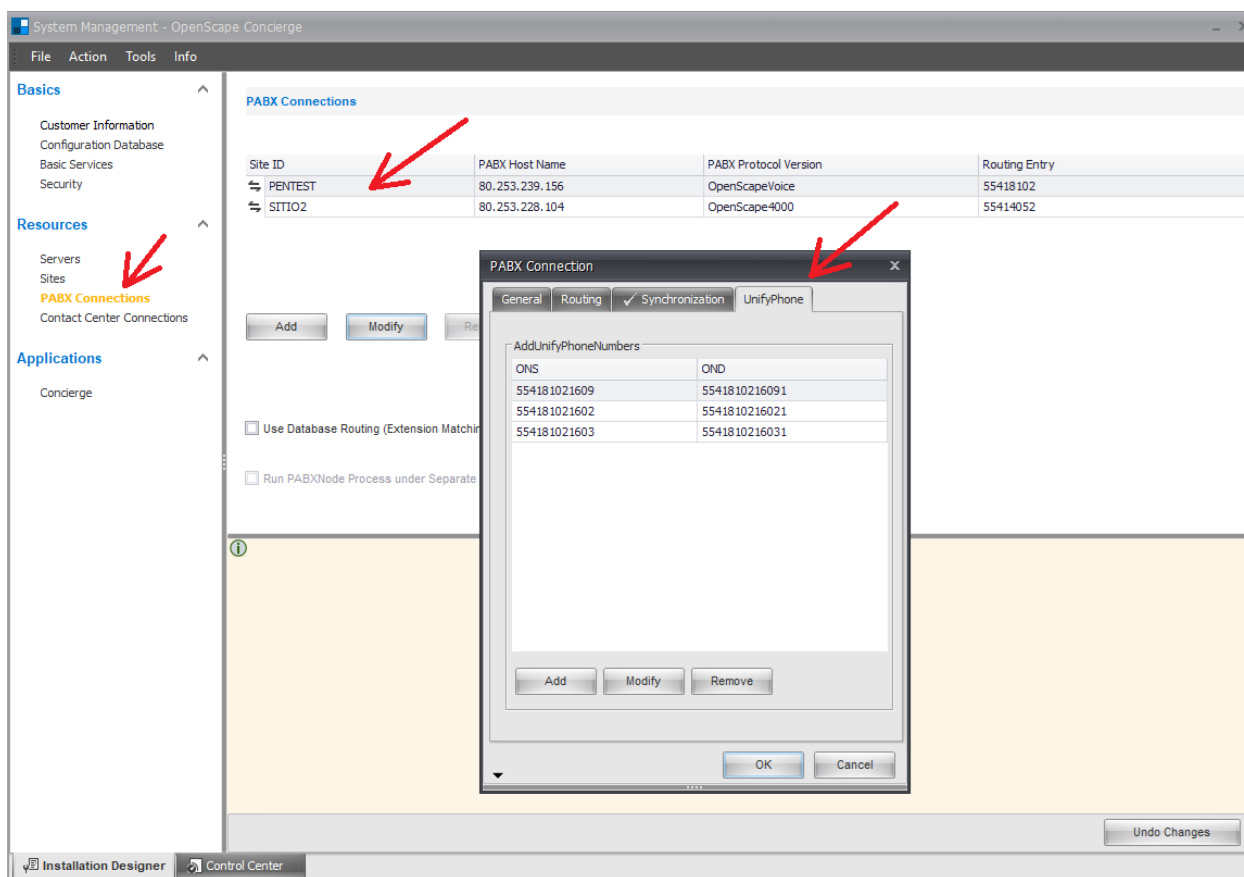 System Management - OpenScape Concierge
File Action Tools Info
Basics
Customer Information
Configuration Database
Basic Services
Security
Resources
Servers
Sites
PABX Connections
Contact Center Connections
Applications
Concierge
PABX Connections
Site ID PABX Host Name PABX Protocol Version Routing Entry
PENTEST 80.253.239.156 OpenScapeVoice 55418102
SITIO2 80.253.228.104 OpenScape4000 55414052
Add Modify Re
Use Database Routing (Extension Matchin
Run PABXNode Process under Separate
PABX Connection x
General Routing ✓ Synchronization UnifyPhone
AddUnifyPhoneNumbers
ONS OND
554181021609 5541810216091
554181021602 5541810216021
554181021603 5541810216031
Add Modify Remove
OK Cancel
Undo Changes
Installation Designer Control Center